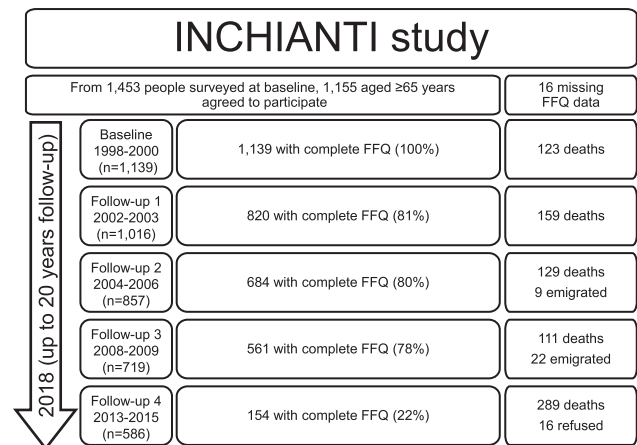 INCHIANTI study
From 1,453 people surveyed at baseline, 1,155 aged ≥65 years
agreed to participate
16 missing
FFQ data
2018 (up to 20 years follow-up)
Baseline
1998-2000
(n=1,139)
1,139 with complete FFQ (100%)
123 deaths
Follow-up 1
2002-2003
(n=1,016)
820 with complete FFQ (81%)
159 deaths
Follow-up 2
2004-2006
(n=857)
684 with complete FFQ (80%)
129 deaths
9 emigrated
Follow-up 3
2008-2009
(n=719)
561 with complete FFQ (78%)
111 deaths
22 emigrated
Follow-up 4
2013-2015
(n=586)
154 with complete FFQ (22%)
289 deaths
16 refused